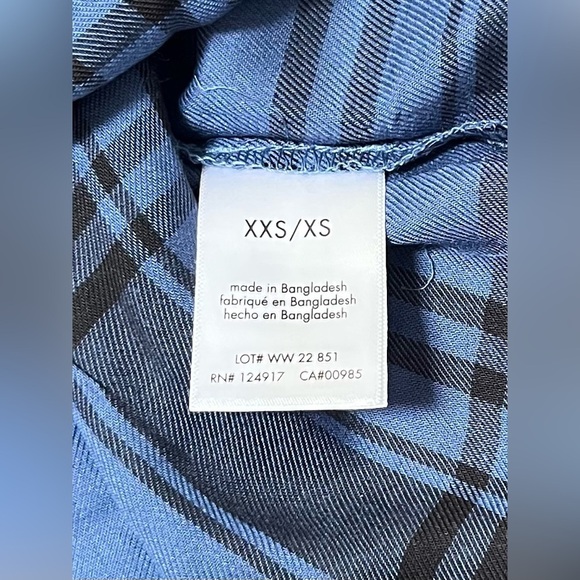 XXS/XS
made in Bangladesh
fabriqué en Bangladesh
hecho en Bangladesh
LOT# WW 22 851
RN# 124917 CA#00985